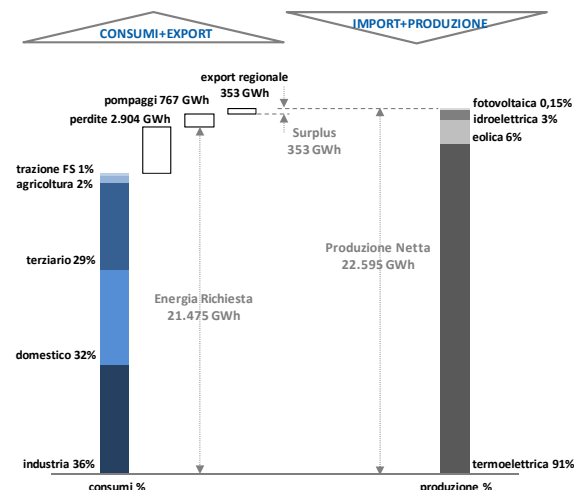 CONSUMI+EXPORT
IMPORT+PRODUZIONE
export regionale
353 GWh
pompaggi 767 GWh
perdite 2.904 GWh
Surplus
353 GWh
fotovoltaica 0,15%
idroelettrica 3%
eolica 6%
trazione FS 1%
agricoltura 2%
terziario 29%
Produzione Netta
22.595 GWh
Energia Richiesta
21.475 GWh
domestico 32%
industria 36%
termoelettrica 91%
consumi %
produzione %